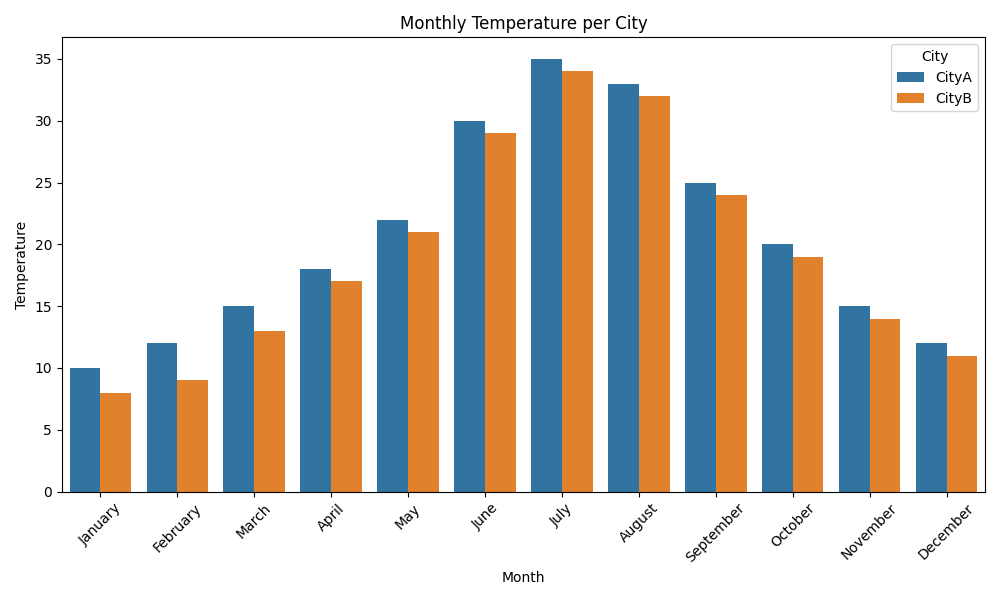 Monthly Temperature per City
City
CityA
CityB
Temperature
35
30
25
20
15
10
5
0
January
February
March
April
May
June
July
August
September
October
November
December
Month